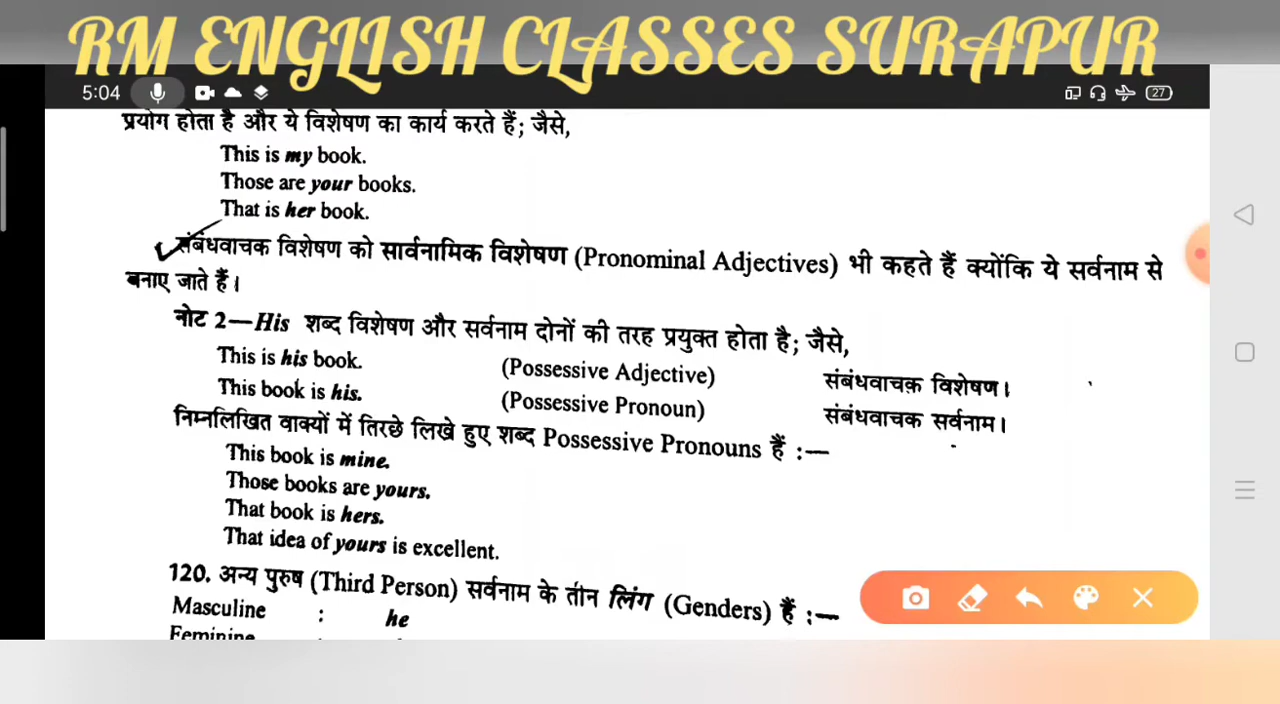 RM ENGLISH CLASSES SURAPUR
5:04
27
प्रयोग होता है और ये विशेषण का कार्य करते हैं; जैसे,
This is my book.
Those are your books.
That is her book.
संबंधवाचक विशेषण को सार्वनामिक विशेषण (Pronominal Adjectives) भी कहते हैं क्योंकि ये सर्वनाम से
बनाए जाते हैं।
नोट 2—His शब्द विशेषण और सर्वनाम दोनों की तरह प्रयुक्त होता है; जैसे,
This is his book. (Possessive Adjective) संबंधवाचक विशेषण।
This book is his. (Possessive Pronoun) संबंधवाचक सर्वनाम।
निम्नलिखित वाक्यों में तिरछे लिखे हुए शब्द Possessive Pronouns हैं :—
This book is mine.
Those books are yours.
That book is hers.
That idea of yours is excellent.
120. अन्य पुरुष (Third Person) सर्वनाम के तीन लिंग (Genders) हैं :—
Masculine : he
Feminine :